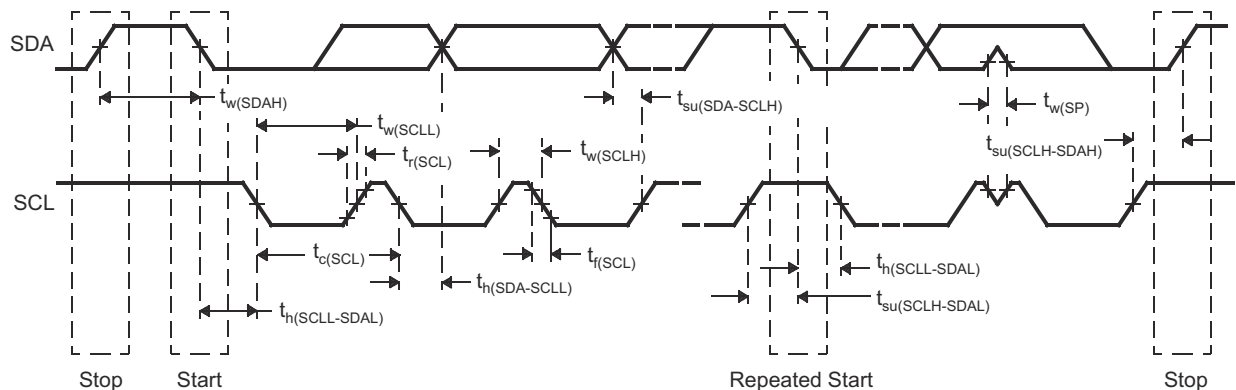 SDA
t_w(SDAH)
t_su(SDA-SCLH)
t_w(SP)
t_w(SCLL)
t_r(SCL)
t_w(SCLH)
t_su(SCLH-SDAH)
SCL
t_c(SCL)
t_f(SCL)
t_h(SCLL-SDAL)
t_h(SDA-SCLL)
t_su(SCLH-SDAL)
t_h(SCLL-SDAL)
Stop
Start
Repeated Start
Stop